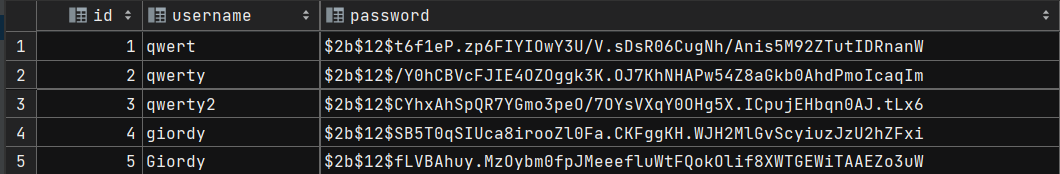 id username password
1 1 qwert $2b$12$t6f1eP.zp6FIYIOwY3U/V.sDsR06CugNh/Anis5M92ZTutIDRnanW
2 2 qwerty $2b$12$/Y0hCBVcFJIE4OZOggk3K.OJ7KhNHAPw54Z8aGkb0AhdPmoIcaqIm
3 3 qwerty2 $2b$12$CYhxAhSpQR7YGmo3peO/7OYsVXqY0OHg5X.ICpujEHbqn0AJ.tLx6
4 4 giordy $2b$12$SB5T0qSIUca8irooZl0Fa.CKFggKH.WJH2MlGvScyiuzJzU2hZFxi
5 5 Giordy $2b$12$fLVBAhuy.MzOybm0fpJMeeefluWtFQokOlif8XWTGEWiTAAEZo3uW